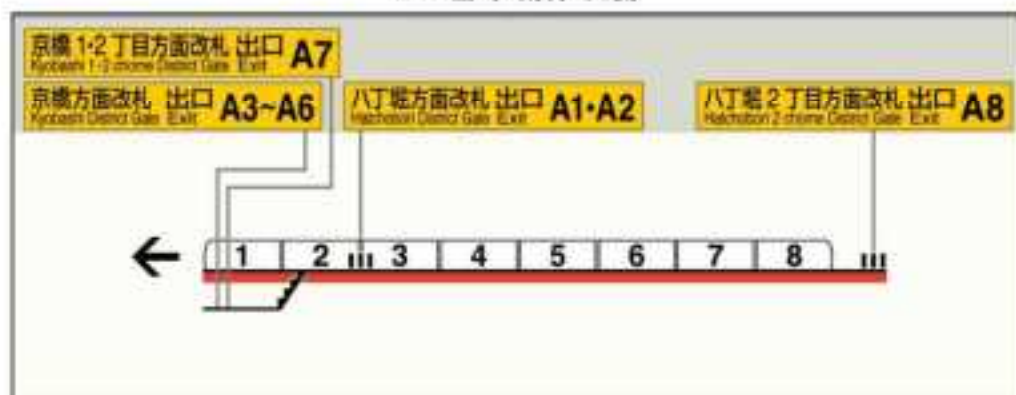 京橋 1・2 丁目方面改札 出口 A7
Kyobashi 1-2 chome District Gate Exit
京橋方面改札 出口 A3~A6
Kyobashi District Gate Exit
八丁堀方面改札 出口 A1・A2
Hatchobori District Gate Exit
八丁堀 2 丁目方面改札 出口 A8
Hatchobori 2 chome District Gate Exit
1 2 3 4 5 6 7 8